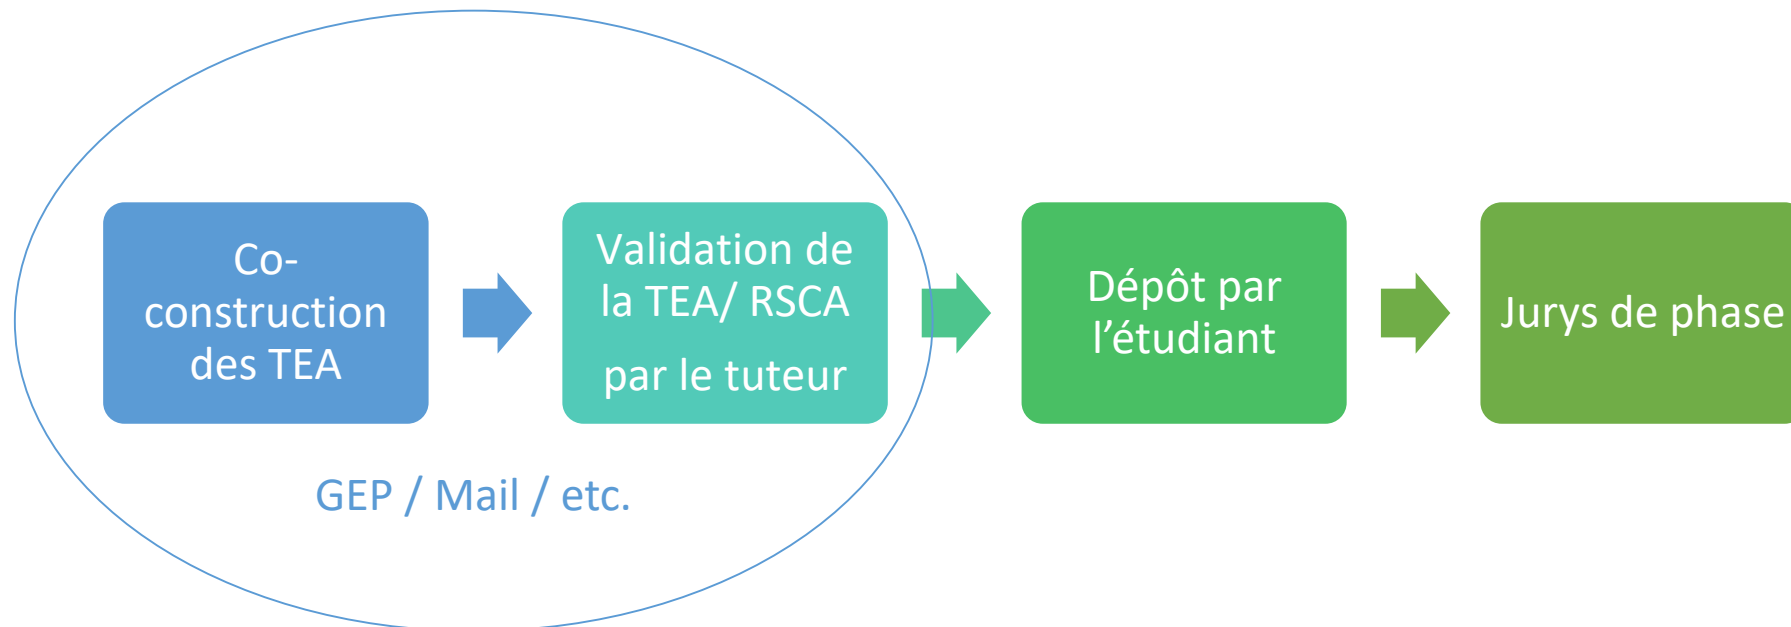 Co-
construction
des TEA
Validation de
la TEA/ RSCA
par le tuteur
Dépôt par
l’étudiant
Jurys de phase
GEP / Mail / etc.